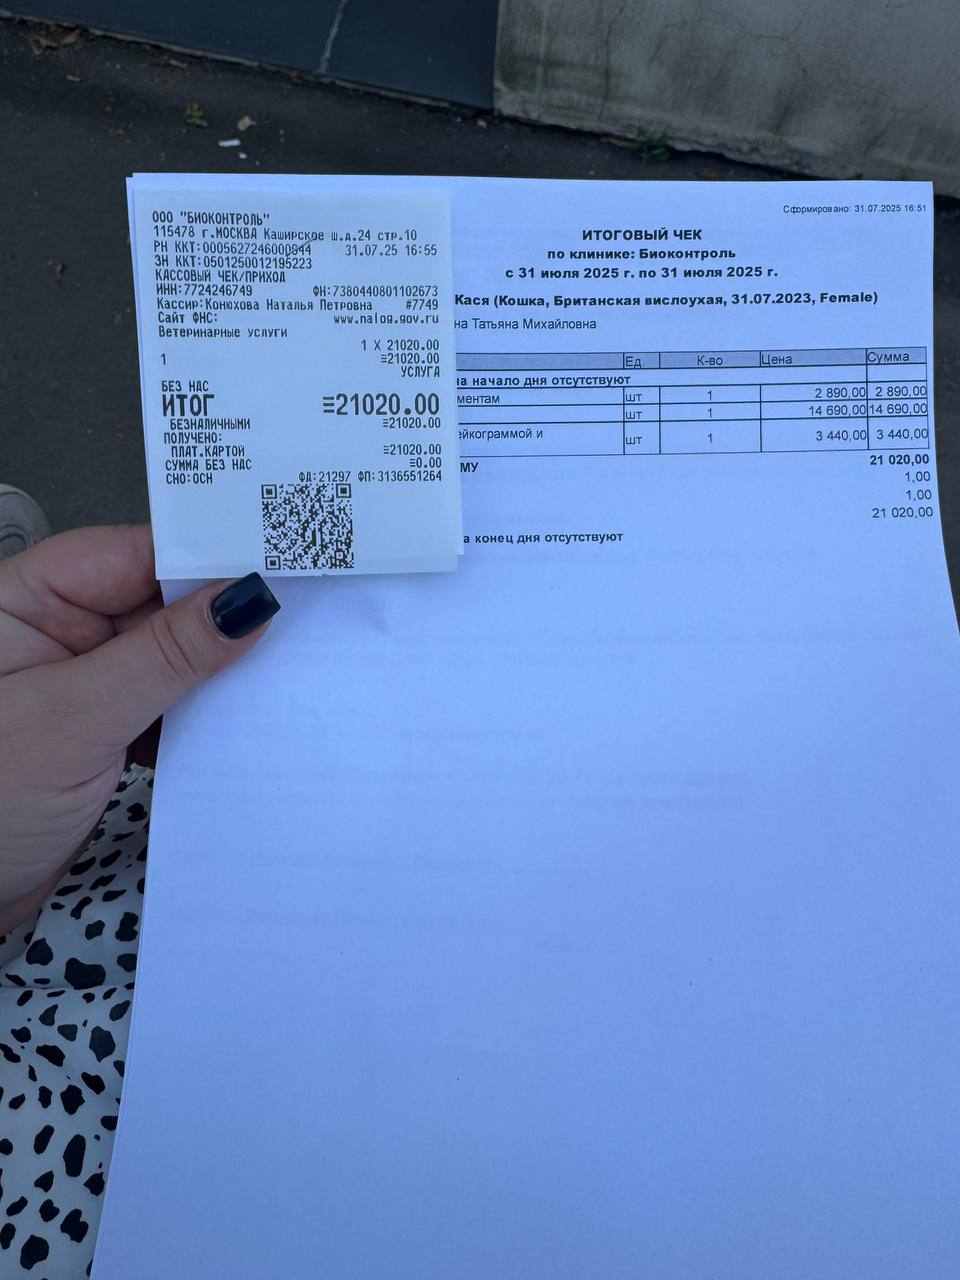 ООО "БИОКОНТРОЛЬ"
115478 г.МОСКВА Каширское ш.д.24 стр.10
РН ККТ:0005627246000944 31.07.25 16:55
ЗН ККТ:0501250012195223
КАССОВЫЙ ЧЕК/ПРИХОД
ИНН:7724246749 ФН:7380440801102673
Кассир:Конюхова Наталья Петровна #7749
Сайт ФНС: www.nalog.gov.ru
Ветеринарные услуги
1 X 21020.00
1 =21020.00
УСЛУГА
БЕЗ НАС
ИТОГ =21020.00
БЕЗНАЛИЧНЫМИ =21020.00
ПОЛУЧЕНО:
ПЛАТ.КАРТОЙ =21020.00
СУММА БЕЗ НАС =0.00
СНО:ОСН ФД:21297 ФП:3136551264
Сформировано: 31.07.2025 16:51
ИТОГОВЫЙ ЧЕК
по клинике: Биоконтроль
с 31 июля 2025 г. по 31 июля 2025 г.
Кася (Кошка, Британская вислоухая, 31.07.2023, Female)
на Татьяна Михайловна
Ед К-во Цена Сумма
на начало дня отсутствуют
ментам шт 1 2 890,00 2 890,00
шт 1 14 690,00 14 690,00
ейкограммой и шт 1 3 440,00 3 440,00
МУ 21 020,00
1,00
1,00
21 020,00
а конец дня отсутствуют